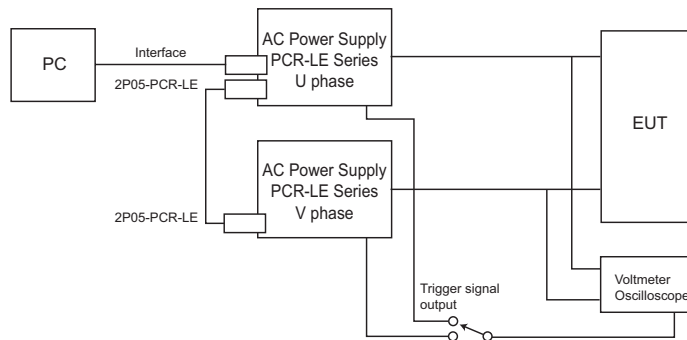 PC
Interface
2P05-PCR-LE
AC Power Supply
PCR-LE Series
U phase
EUT
2P05-PCR-LE
AC Power Supply
PCR-LE Series
V phase
Trigger signal
output
Voltmeter
Oscilloscope